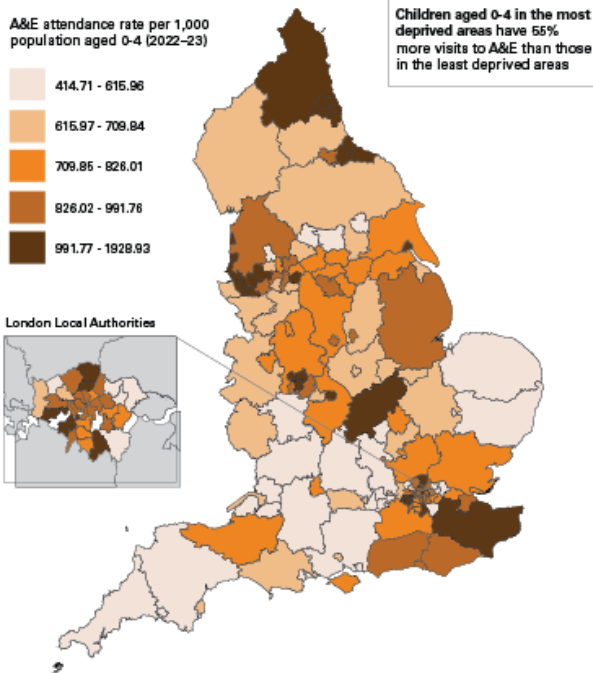 A&E attendance rate per 1,000
population aged 0-4 (2022–23)
414.71 - 615.96
615.97 - 709.84
709.85 - 826.01
826.02 - 991.76
991.77 - 1928.93
Children aged 0-4 in the most
deprived areas have 55%
more visits to A&E than those
in the least deprived areas
London Local Authorities